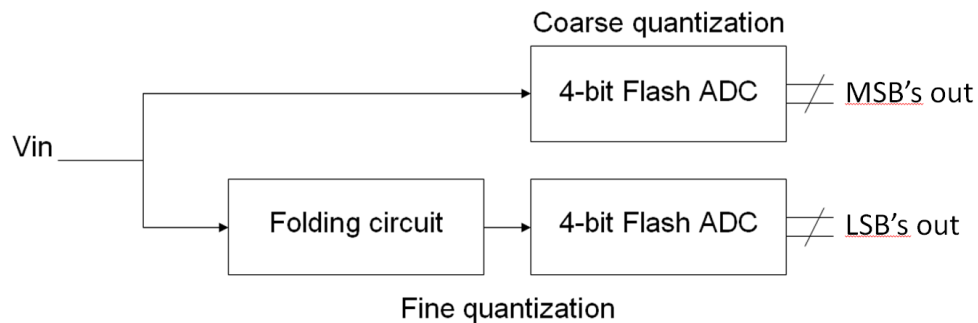 Coarse quantization
4-bit Flash ADC
MSB's out
Vin
Folding circuit
4-bit Flash ADC
LSB's out
Fine quantization